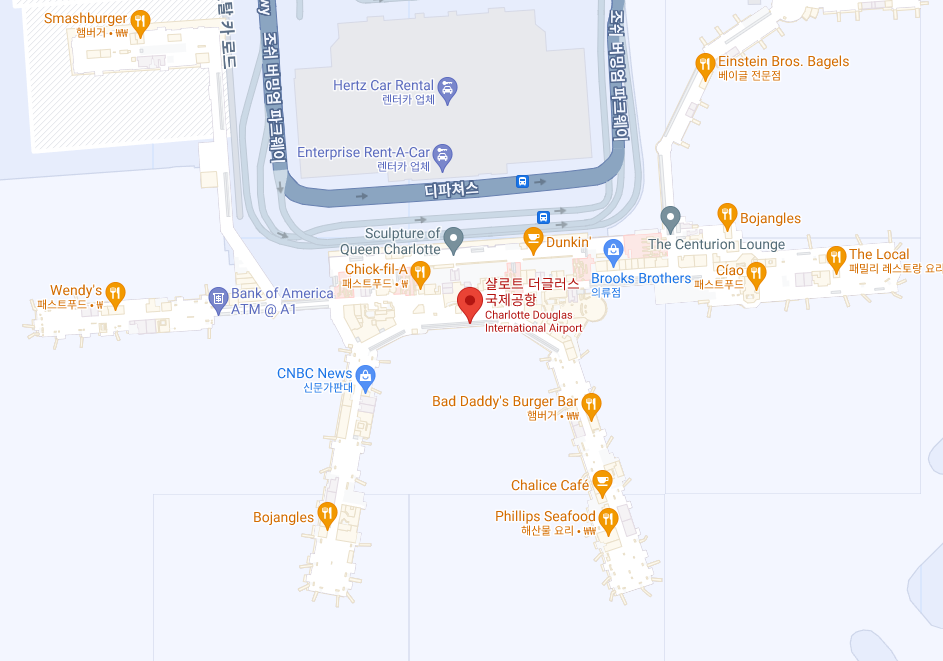 Smashburger
햄버거 • ₩₩
탈 카 로드
wy
조쉬 버밍엄 파크웨이
조쉬 버밍엄 파크웨이
Einstein Bros. Bagels
베이글 전문점
Hertz Car Rental
렌터카 업체
Enterprise Rent-A-Car
렌터카 업체
디파쳐스
Sculpture of
Queen Charlotte
Dunkin'
Bojangles
The Centurion Lounge
Chick-fil-A
패스트푸드 • ₩
샬로트 더글러스
국제공항
Charlotte Douglas
International Airport
Brooks Brothers
의류점
Ciao
패스트푸드
The Local
패밀리 레스토랑 요리
Wendy's
패스트푸드 • ₩
Bank of America
ATM @ A1
CNBC News
신문가판대
Bad Daddy's Burger Bar
햄버거 • ₩₩
Chalice Café
Phillips Seafood
해산물 요리 • ₩₩
Bojangles